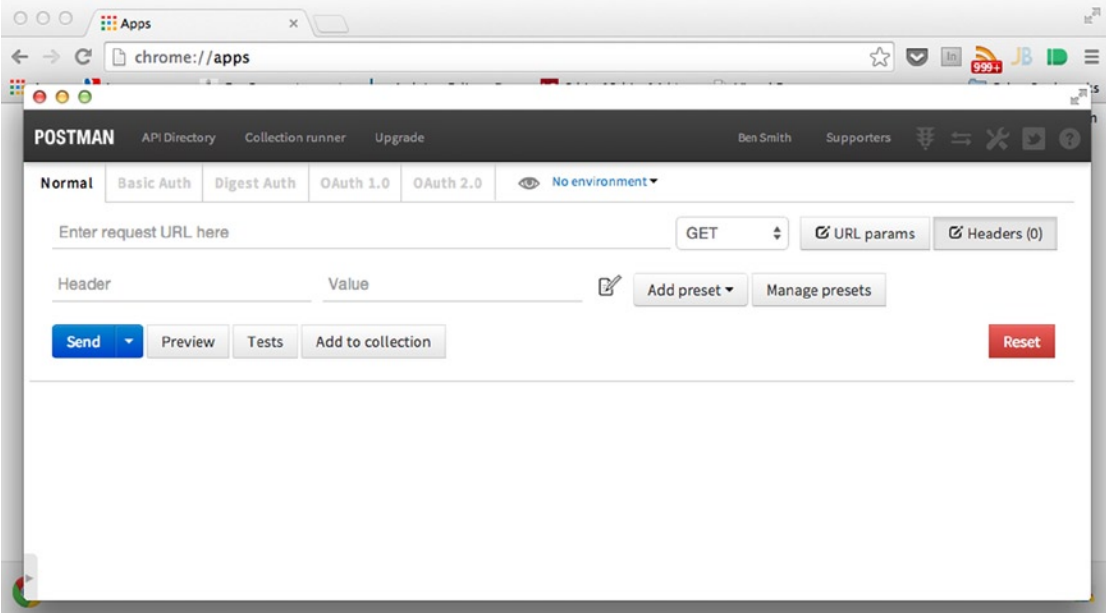 Apps
chrome://apps
999+
JB
POSTMAN API Directory Collection runner Upgrade Ben Smith Supporters
Normal Basic Auth Digest Auth OAuth 1.0 OAuth 2.0 No environment
Enter request URL here GET URL params Headers (0)
Header Value Add preset Manage presets
Send Preview Tests Add to collection Reset